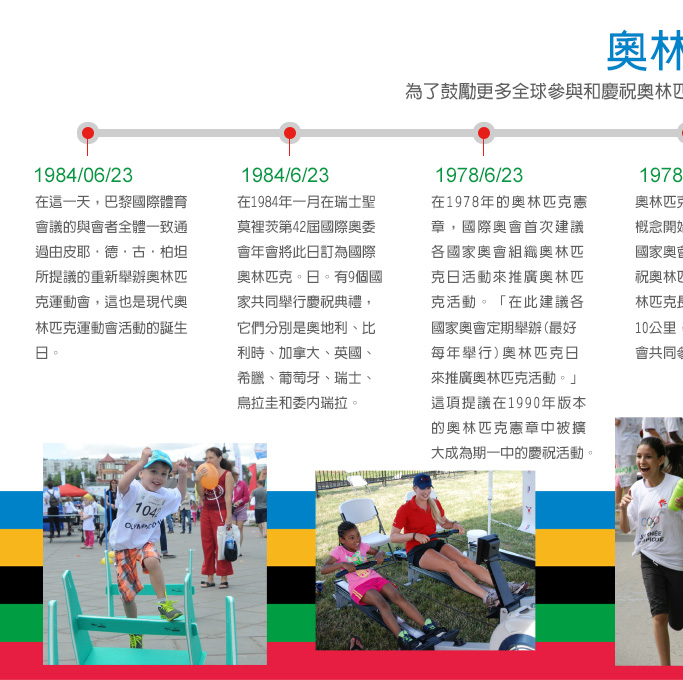 奧林
為了鼓勵更多全球參與和慶祝奧林匹
1984/06/23
在這一天，巴黎國際體育
會議的與會者全體一致通
過由皮耶‧德‧古‧柏坦
所提議的重新舉辦奧林匹
克運動會，這也是現代奧
林匹克運動會活動的誕生
日。
1984/6/23
在1984年一月在瑞士聖
莫裡茨第42屆國際奧委
會年會將此日訂為國際
奧林匹克。日。有9個國
家共同舉行慶祝典禮，
它們分別是奧地利、比
利時、加拿大、英國、
希臘、葡萄牙、瑞士、
烏拉圭和委內瑞拉。
1978/6/23
在1978年的奧林匹克憲
章，國際奧會首次建議
各國家奧會組織奧林匹
克日活動來推廣奧林匹
克活動。「在此建議各
國家奧會定期舉辦(最好
每年舉行)奧林匹克日
來推廣奧林匹克活動。」
這項提議在1990年版本
的奧林匹克憲章中被擴
大成為期一中的慶祝活動。
1978
奧林匹克
概念開始
國家奧會
祝奧林匹
林匹克長
10公里，
會共同參
104